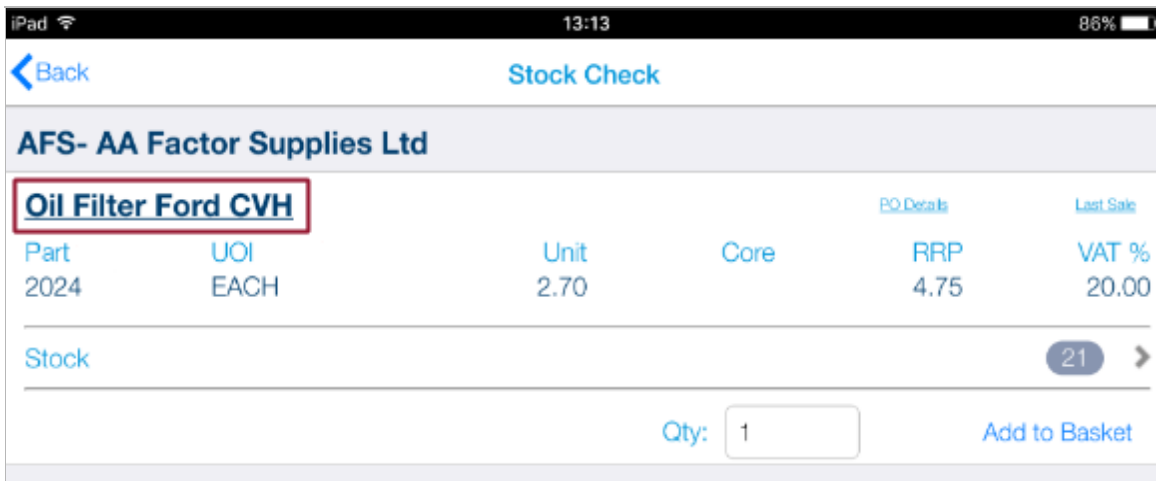 iPad 13:13 86%
Back Stock Check
AFS- AA Factor Supplies Ltd
Oil Filter Ford CVH PO Details Last Sale
Part UOI Unit Core RRP VAT %
2024 EACH 2.70 4.75 20.00
Stock 21
Qty: 1 Add to Basket